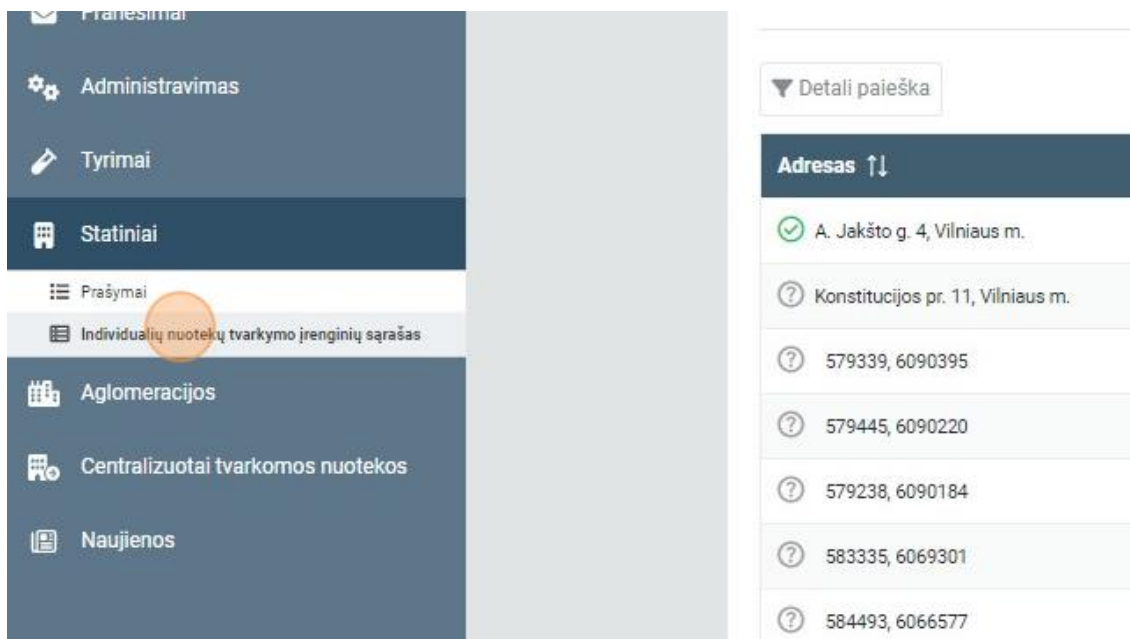 Pranešimai
Administravimas
Tyrimai
Statiniai
Prašymai
Individualių nuotekų tvarkymo įrenginių sąrašas
Aglomeracijos
Centralizuotai tvarkomos nuotekos
Naujienos
Detali paieška
Adresas
A. Jakšto g. 4, Vilniaus m.
Konstitucijos pr. 11, Vilniaus m.
579339, 6090395
579445, 6090220
579238, 6090184
583335, 6069301
584493, 6066577